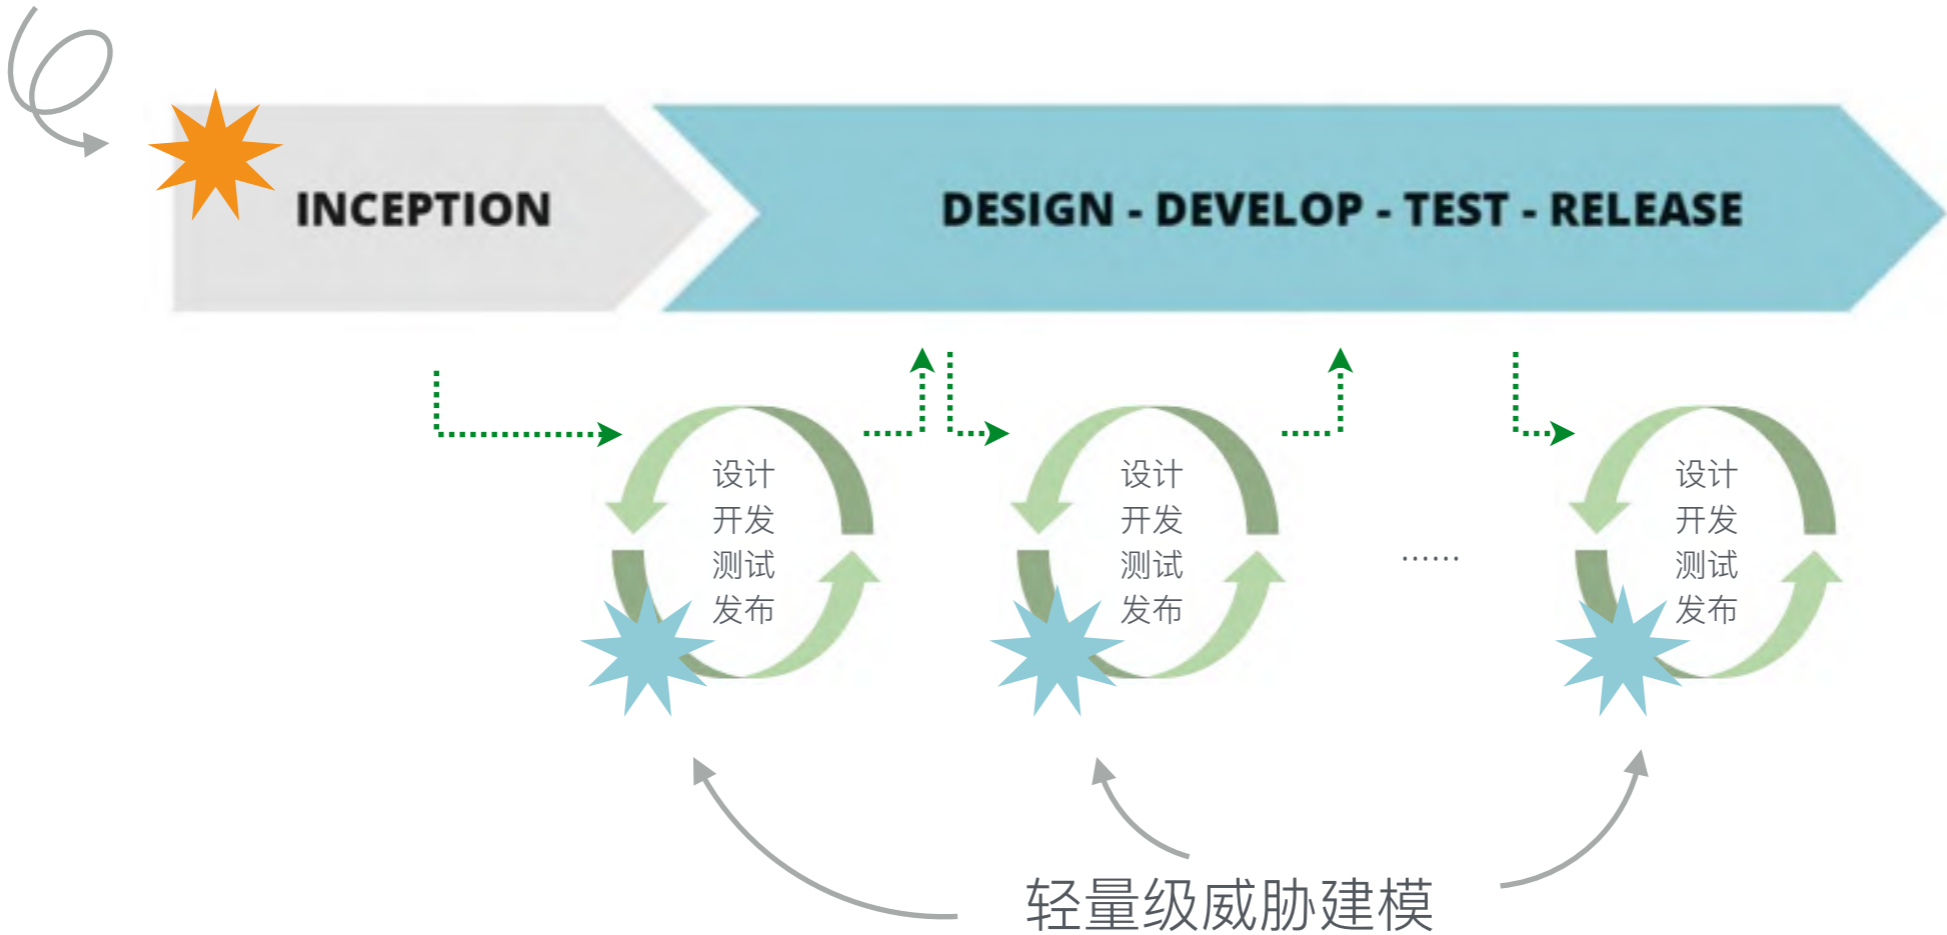 INCEPTION
DESIGN - DEVELOP - TEST - RELEASE
设计
开发
测试
发布
设计
开发
测试
发布
……
设计
开发
测试
发布
轻量级威胁建模